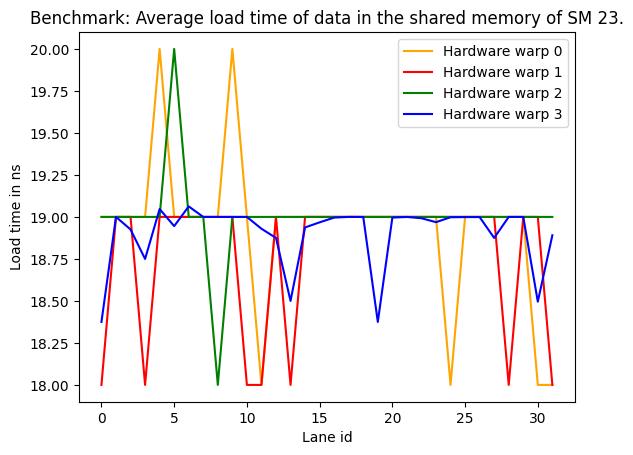 Benchmark: Average load time of data in the shared memory of SM 23.
Hardware warp 0
Hardware warp 1
Hardware warp 2
Hardware warp 3
Load time in ns
20.00
19.75
19.50
19.25
19.00
18.75
18.50
18.25
18.00
0 5 10 15 20 25 30
Lane id